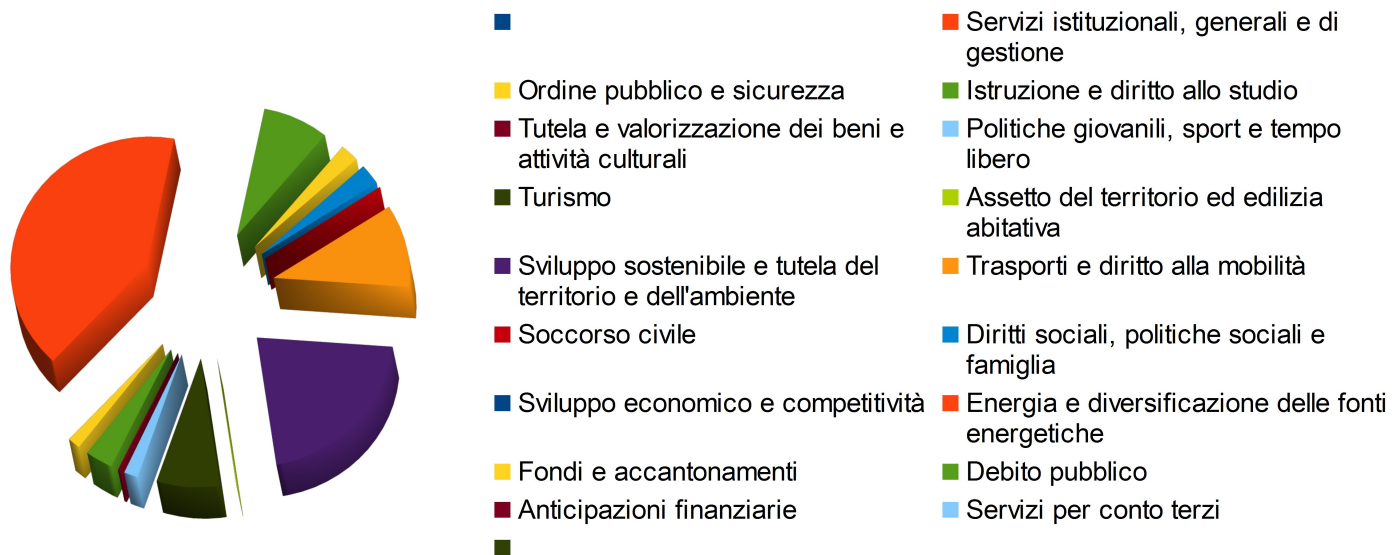 Servizi istituzionali, generali e di
gestione
Ordine pubblico e sicurezza
Istruzione e diritto allo studio
Tutela e valorizzazione dei beni e
attività culturali
Politiche giovanili, sport e tempo
libero
Turismo
Assetto del territorio ed edilizia
abitativa
Sviluppo sostenibile e tutela del
territorio e dell'ambiente
Trasporti e diritto alla mobilità
Soccorso civile
Diritti sociali, politiche sociali e
famiglia
Sviluppo economico e competitività
Energia e diversificazione delle fonti
energetiche
Fondi e accantonamenti
Debito pubblico
Anticipazioni finanziarie
Servizi per conto terzi